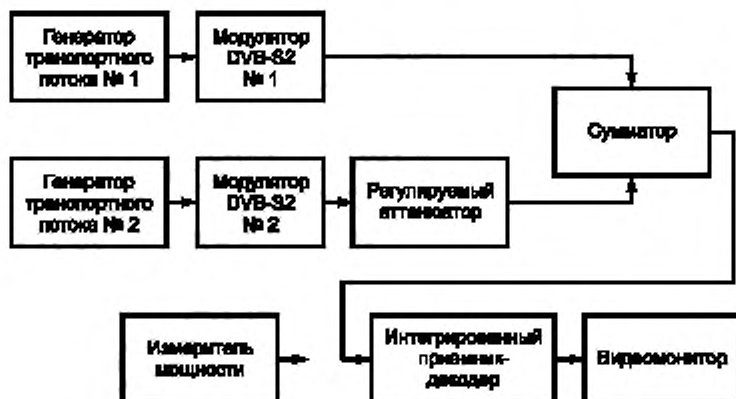 Генератор
транспортного
потока № 1
Модулятор
DVB-S2
№ 1
Сумматор
Генератор
транспортного
потока № 2
Модулятор
DVB-S2
№ 2
Регулируемый
аттенюатор
Измеритель
мощности
Интегрированный
приемник-
декодер
Видеомонитор